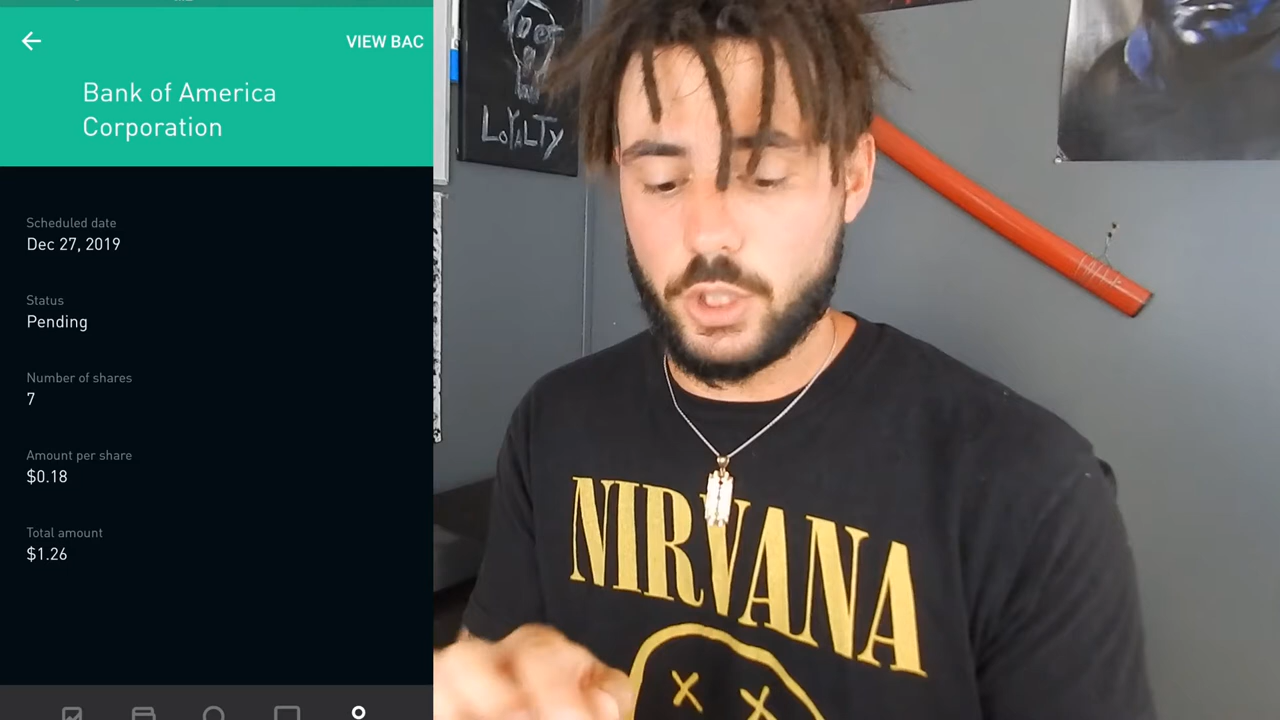 VIEW BAC
Bank of America
Corporation
Scheduled date
Dec 27, 2019
Status
Pending
Number of shares
7
Amount per share
$0.18
Total amount
$1.26
LOYALTY
NIRVANA